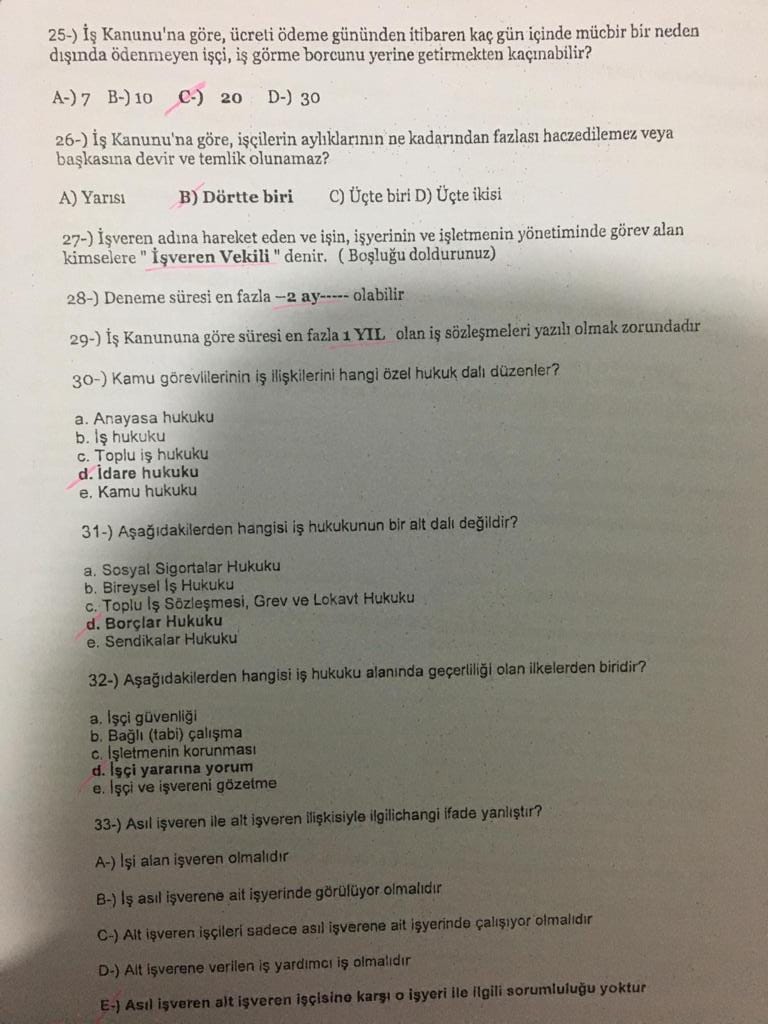 25-) İş Kanunu'na göre, ücreti ödeme gününden itibaren kaç gün içinde mücbir bir neden
dışında ödenmeyen işçi, iş görme borcunu yerine getirmekten kaçınabilir?
A-) 7 B-) 10 C-) 20 D-) 30
26-) İş Kanunu'na göre, işçilerin aylıklarının ne kadarından fazlası haczedilemez veya
başkasına devir ve temlik olunamaz?
A) Yarısı B) Dörtte biri C) Üçte biri D) Üçte ikisi
27-) İşveren adına hareket eden ve işin, işyerinin ve işletmenin yönetiminde görev alan
kimselere " İşveren Vekili " denir. ( Boşluğu doldurunuz)
28-) Deneme süresi en fazla –2 ay----- olabilir
29-) İş Kanununa göre süresi en fazla 1 YIL olan iş sözleşmeleri yazılı olmak zorundadır
30-) Kamu görevlilerinin iş ilişkilerini hangi özel hukuk dalı düzenler?
a. Anayasa hukuku
b. İş hukuku
c. Toplu iş hukuku
d. İdare hukuku
e. Kamu hukuku
31-) Aşağıdakilerden hangisi iş hukukunun bir alt dalı değildir?
a. Sosyal Sigortalar Hukuku
b. Bireysel İş Hukuku
c. Toplu İş Sözleşmesi, Grev ve Lokavt Hukuku
d. Borçlar Hukuku
e. Sendikalar Hukuku
32-) Aşağıdakilerden hangisi iş hukuku alanında geçerliliği olan ilkelerden biridir?
a. İşçi güvenliği
b. Bağlı (tabi) çalışma
c. İşletmenin korunması
d. İşçi yararına yorum
e. İşçi ve işvereni gözetme
33-) Asıl işveren ile alt işveren ilişkisiyle ilgilichangi ifade yanlıştır?
A-) İşi alan işveren olmalıdır
B-) İş asıl işverene ait işyerinde görülüyor olmalıdır
C-) Alt işveren işçileri sadece asıl işverene ait işyerinde çalışıyor olmalıdır
D-) Alt işverene verilen iş yardımcı iş olmalıdır
E-) Asıl işveren alt işveren işçisine karşı o işyeri ile ilgili sorumluluğu yoktur